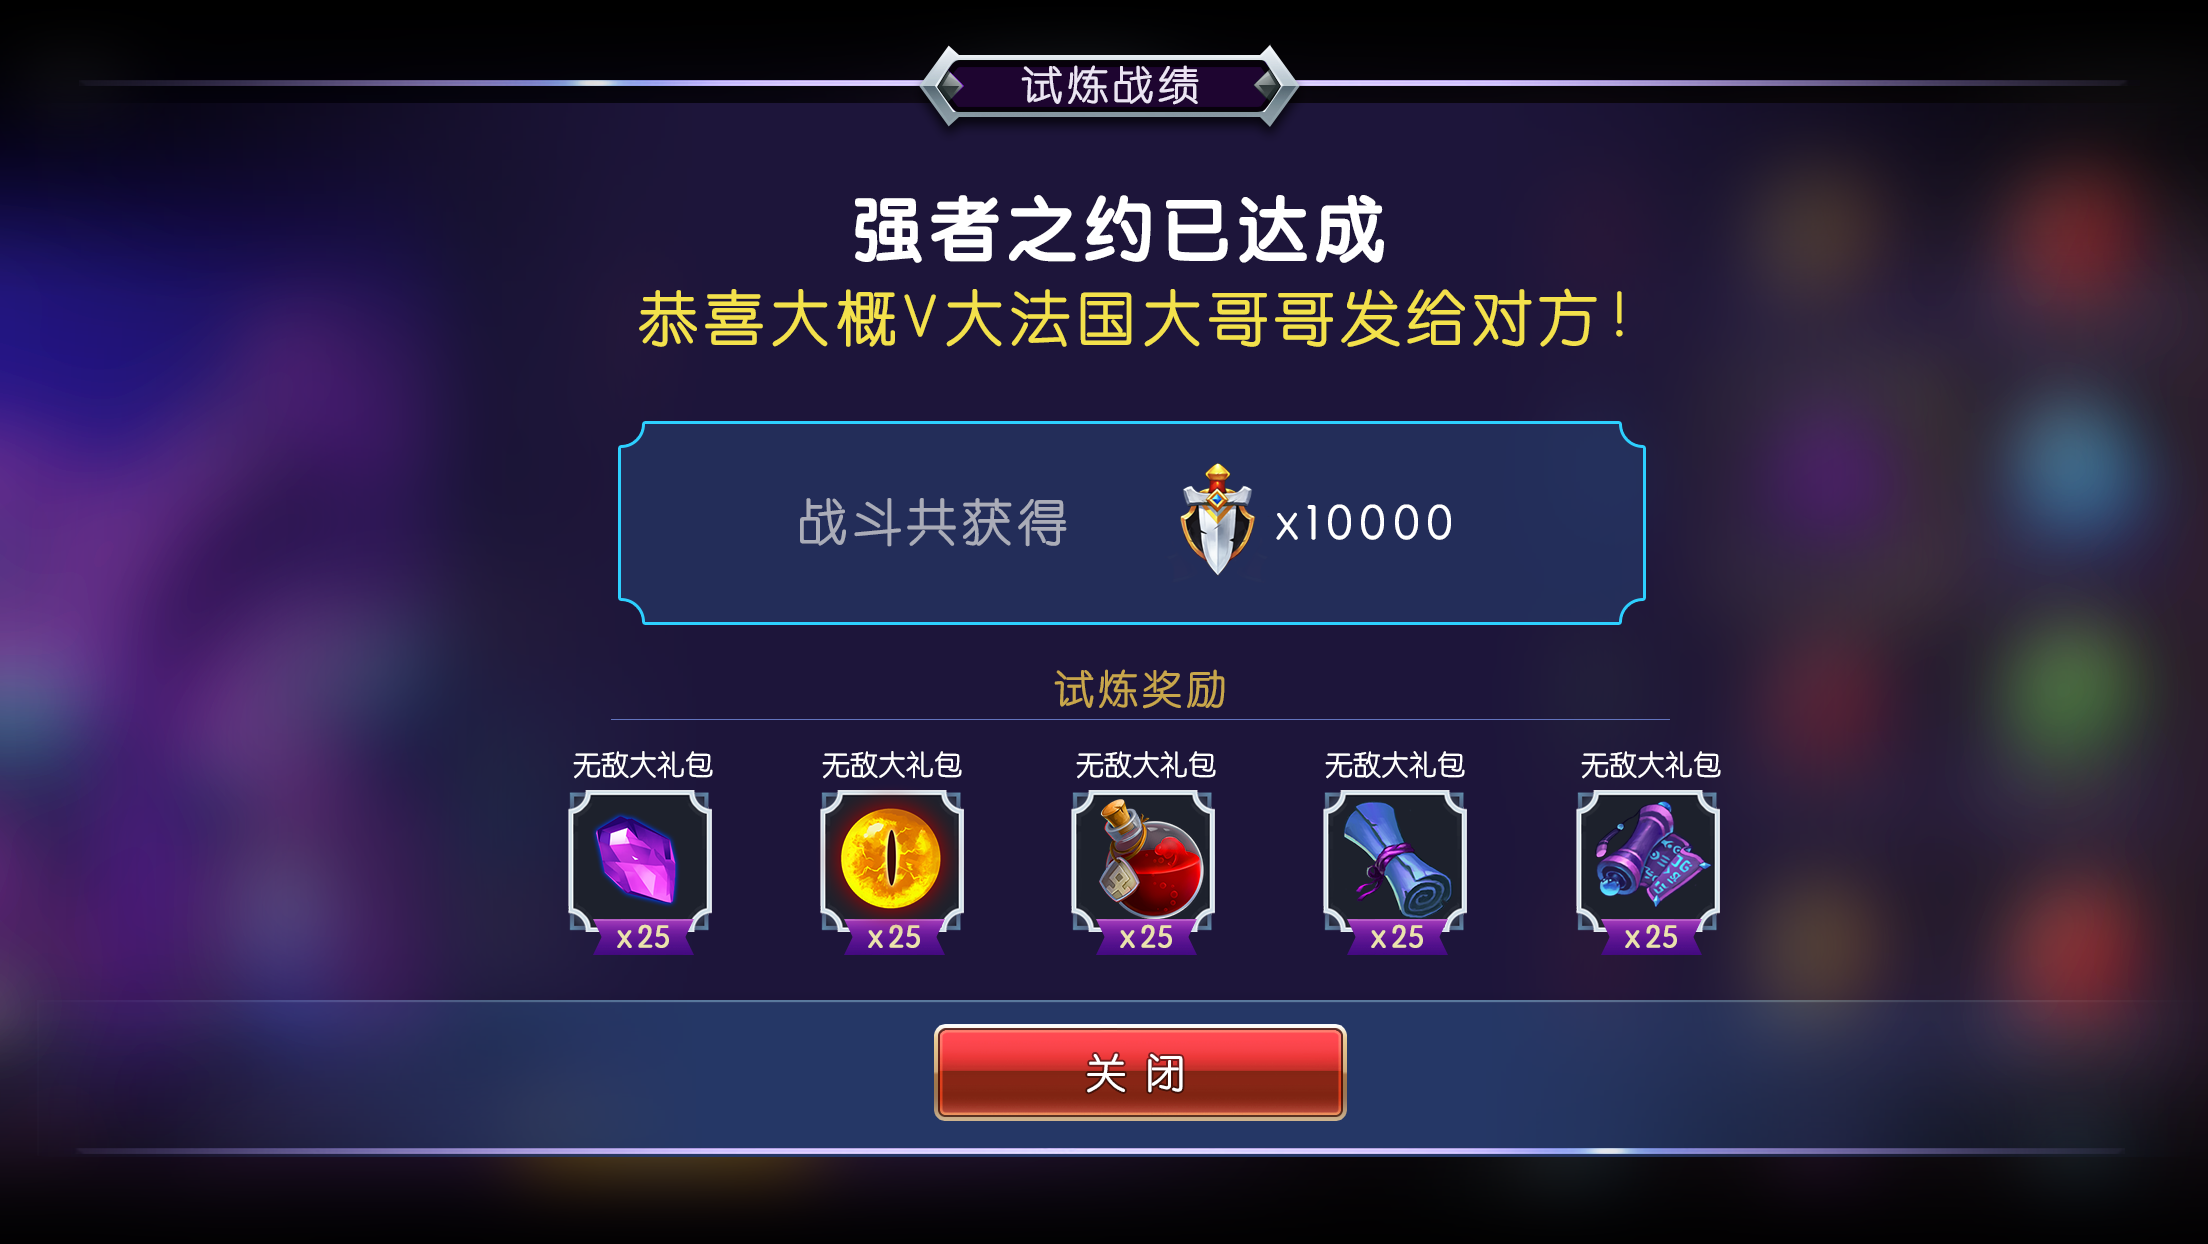 试炼战绩
强者之约已达成
恭喜大概V大法国大哥哥发给对方!
战斗共获得 x10000
试炼奖励
无敌大礼包 无敌大礼包 无敌大礼包 无敌大礼包 无敌大礼包
x25 x25 x25 x25 x25
关闭